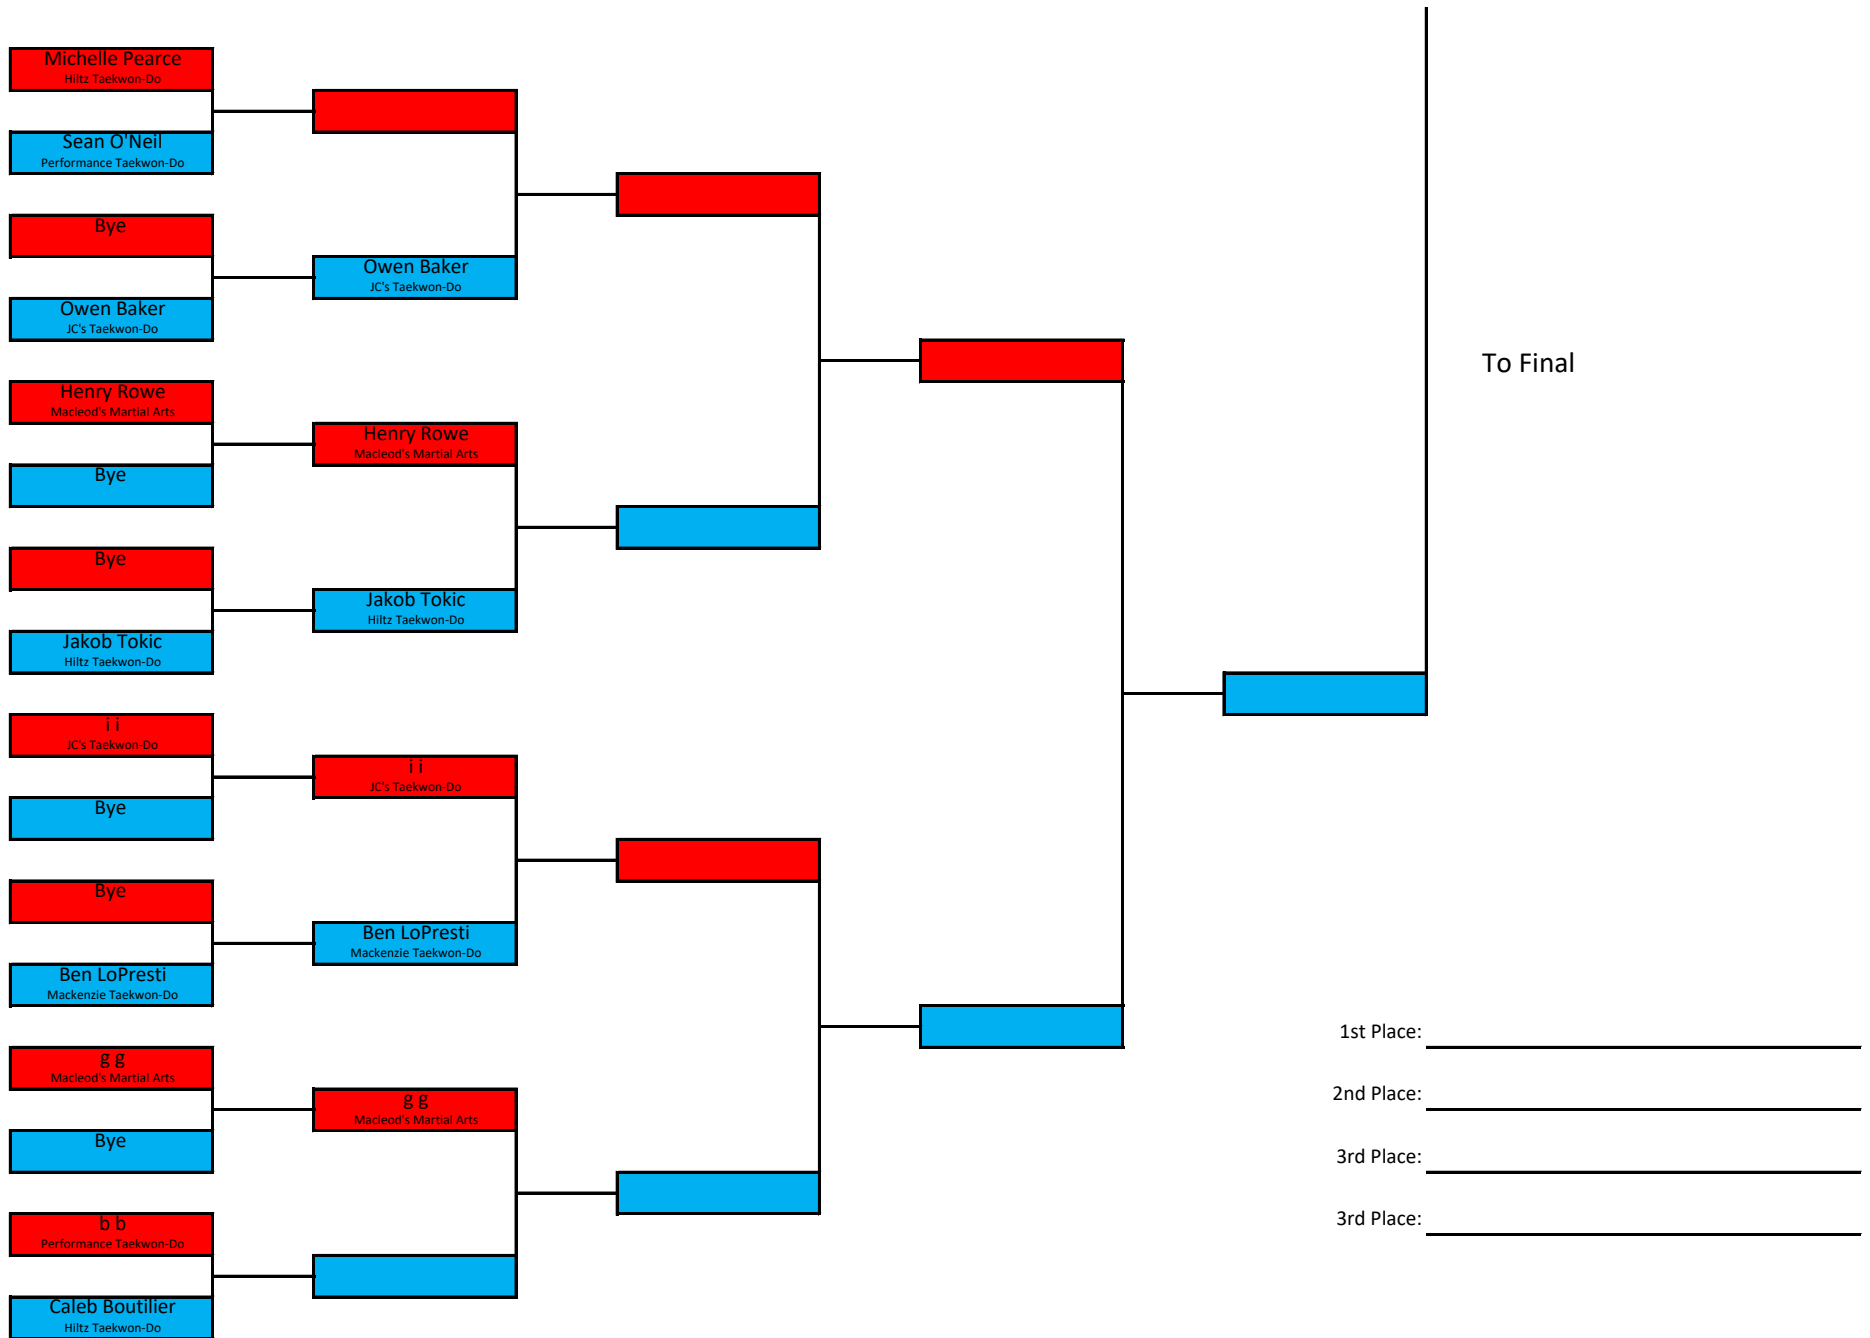 Michelle Pearce
Hiltz Taekwon-Do
Sean O'Neil
Performance Taekwon-Do
Bye
Owen Baker
JC's Taekwon-Do
Owen Baker
JC's Taekwon-Do
To Final
Henry Rowe
Macleod's Martial Arts
Henry Rowe
Macleod's Martial Arts
Bye
Bye
Jakob Tokic
Hiltz Taekwon-Do
Jakob Tokic
Hiltz Taekwon-Do
i i
JC's Taekwon-Do
i i
JC's Taekwon-Do
Bye
Bye
Ben LoPresti
Mackenzie Taekwon-Do
Ben LoPresti
Mackenzie Taekwon-Do
g g
Macleod's Martial Arts
g g
Macleod's Martial Arts
Bye
b b
Performance Taekwon-Do
Caleb Boutilier
Hiltz Taekwon-Do
1st Place:
2nd Place:
3rd Place:
3rd Place: